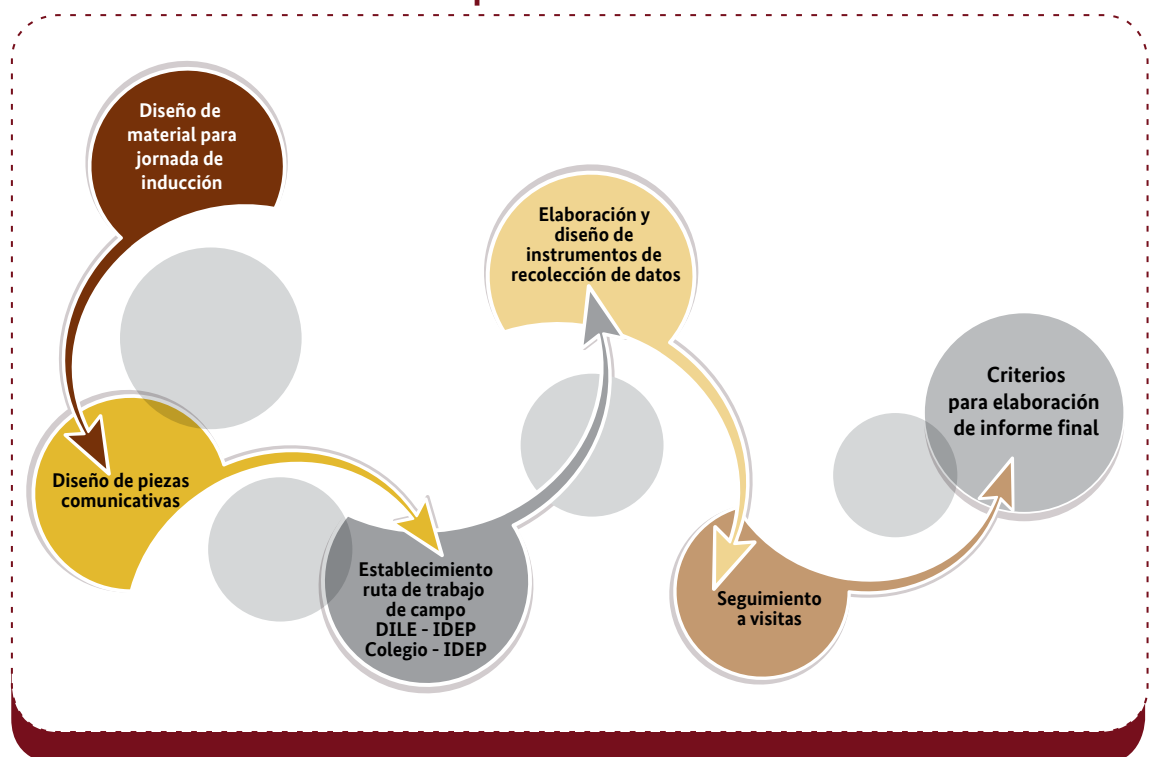 Diseño de
material para
jornada de
inducción
Diseño de piezas
comunicativas
Establecimiento
ruta de trabajo
de campo
DILE - IDEP
Colegio - IDEP
Elaboración y
diseño de
instrumentos de
recolección de datos
Seguimiento
a visitas
Criterios
para elaboración
de informe final